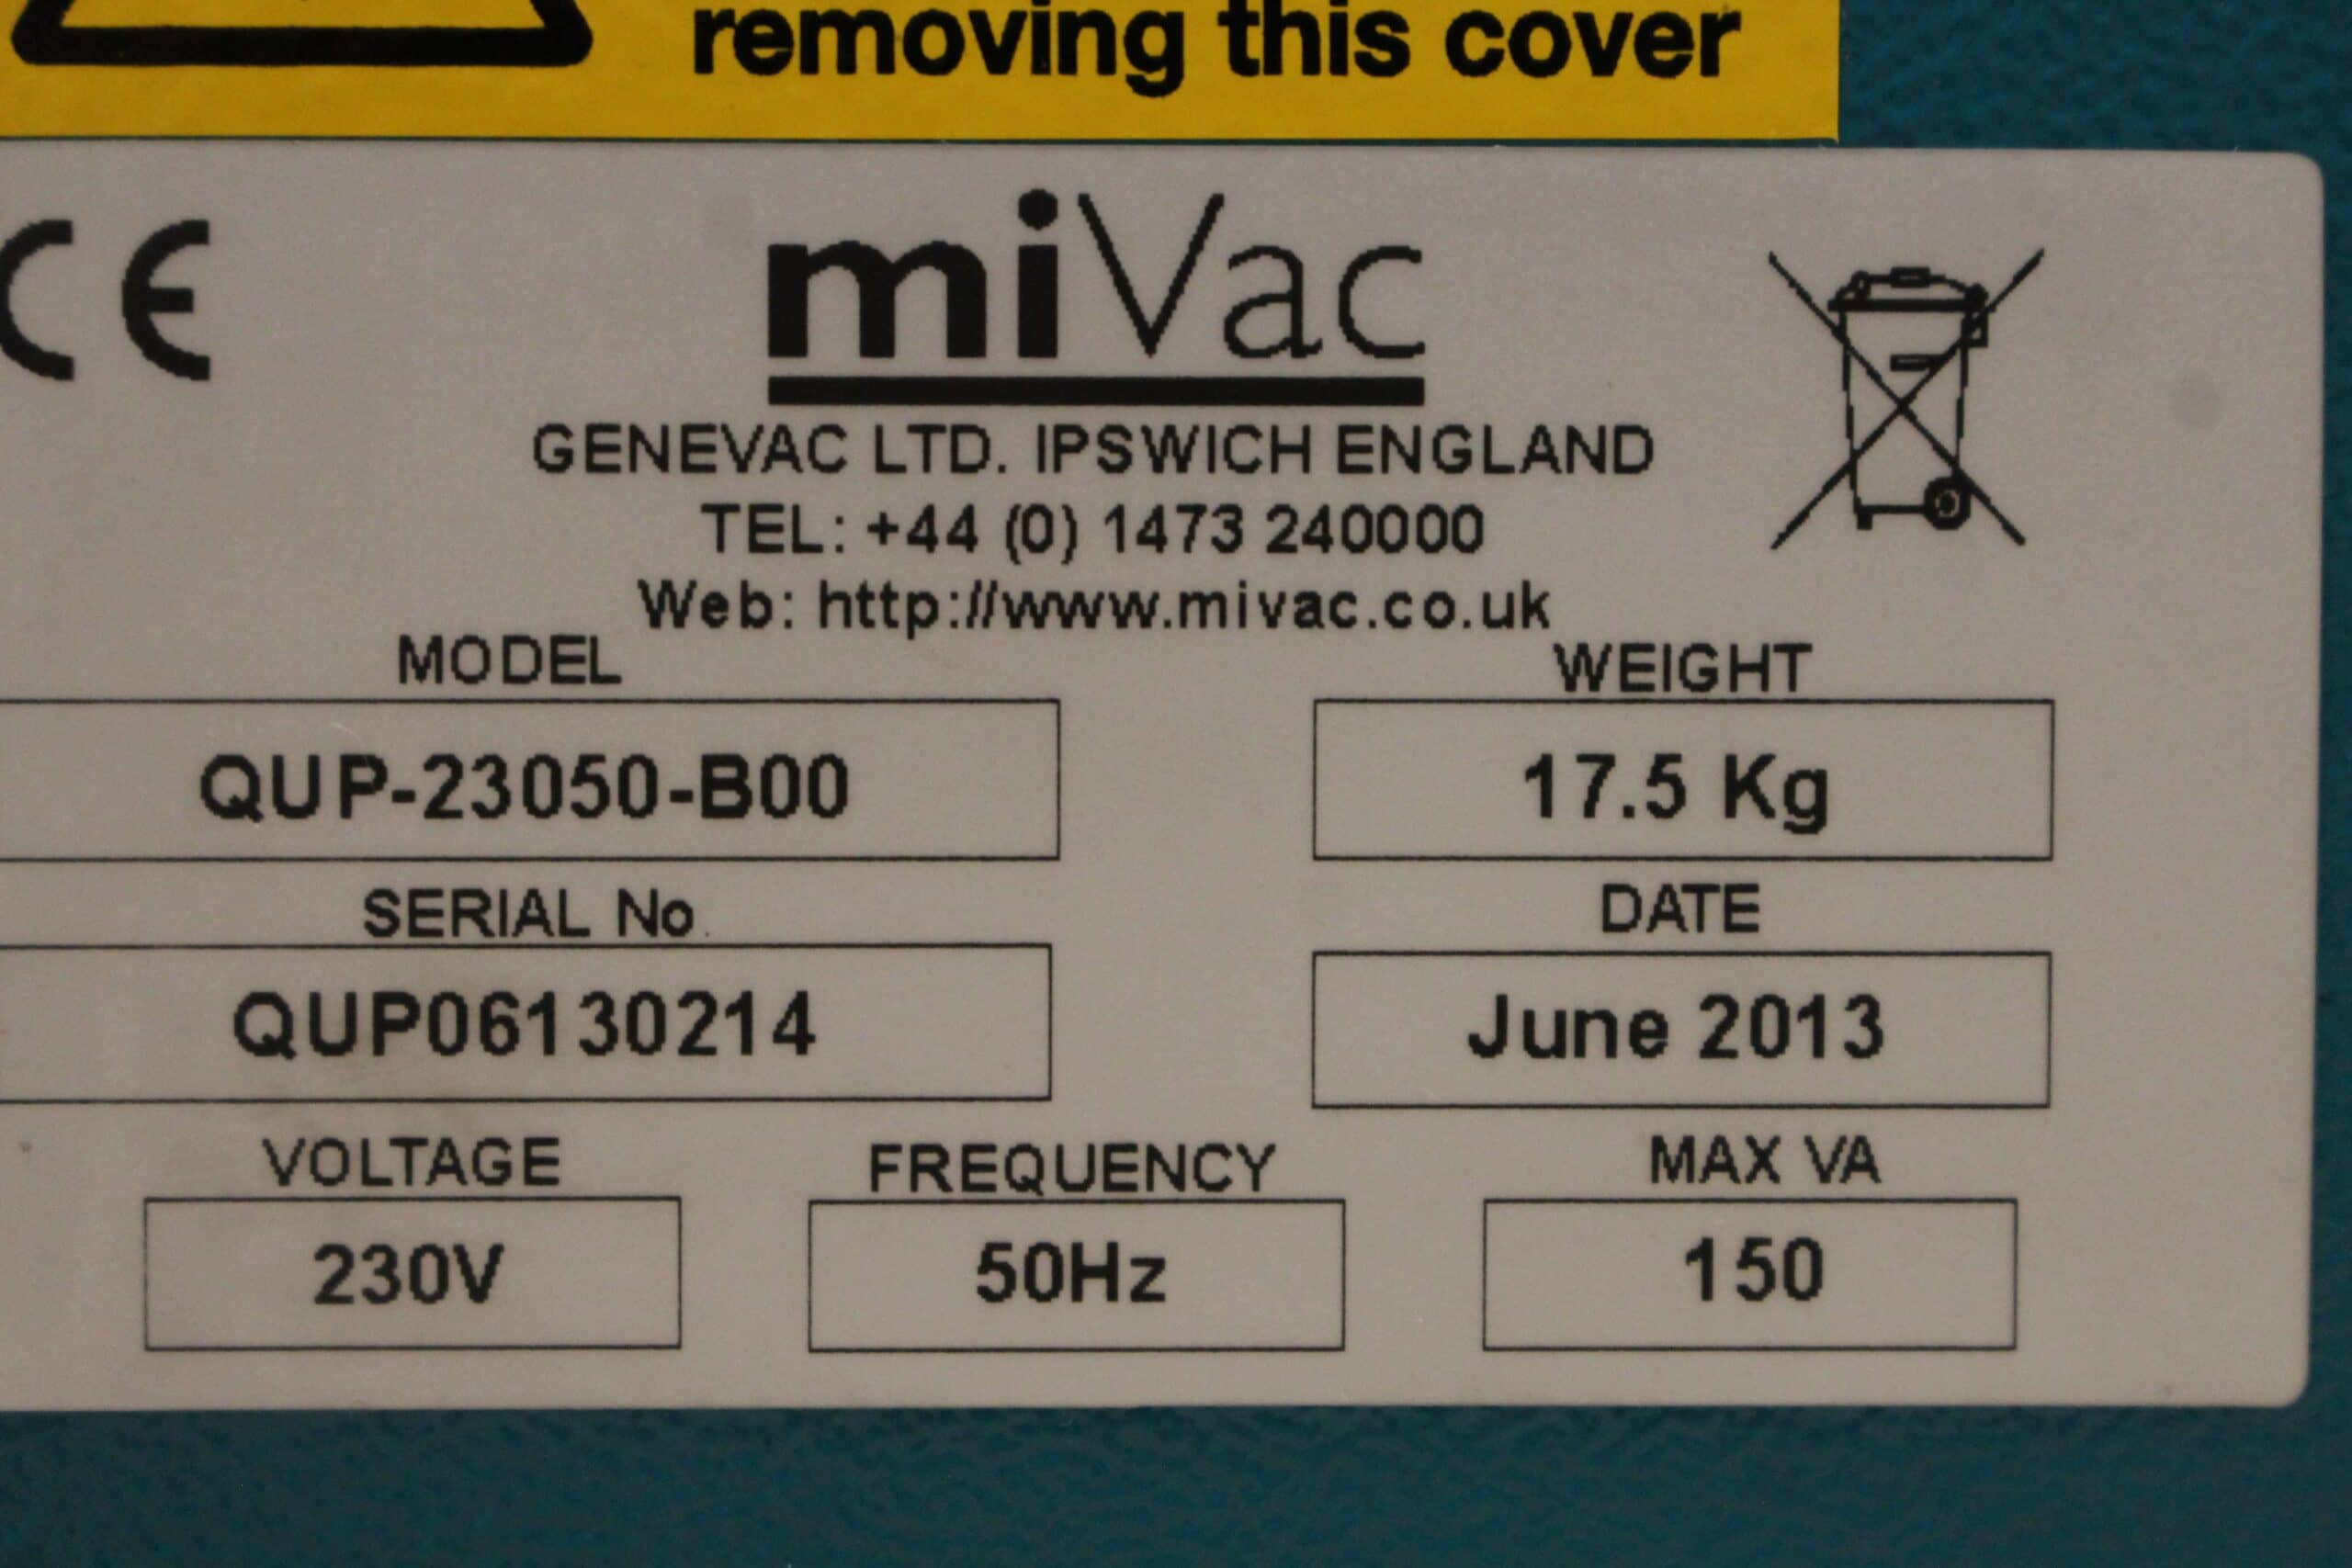 removing this cover
CE
miVac
GENEVAC LTD. IPSWICH ENGLAND
TEL: +44 (0) 1473 240000
Web: http://www.mivac.co.uk
MODEL WEIGHT
QUP-23050-B00 17.5 Kg
SERIAL No. DATE
QUP06130214 June 2013
VOLTAGE FREQUENCY MAX VA
230V 50Hz 150